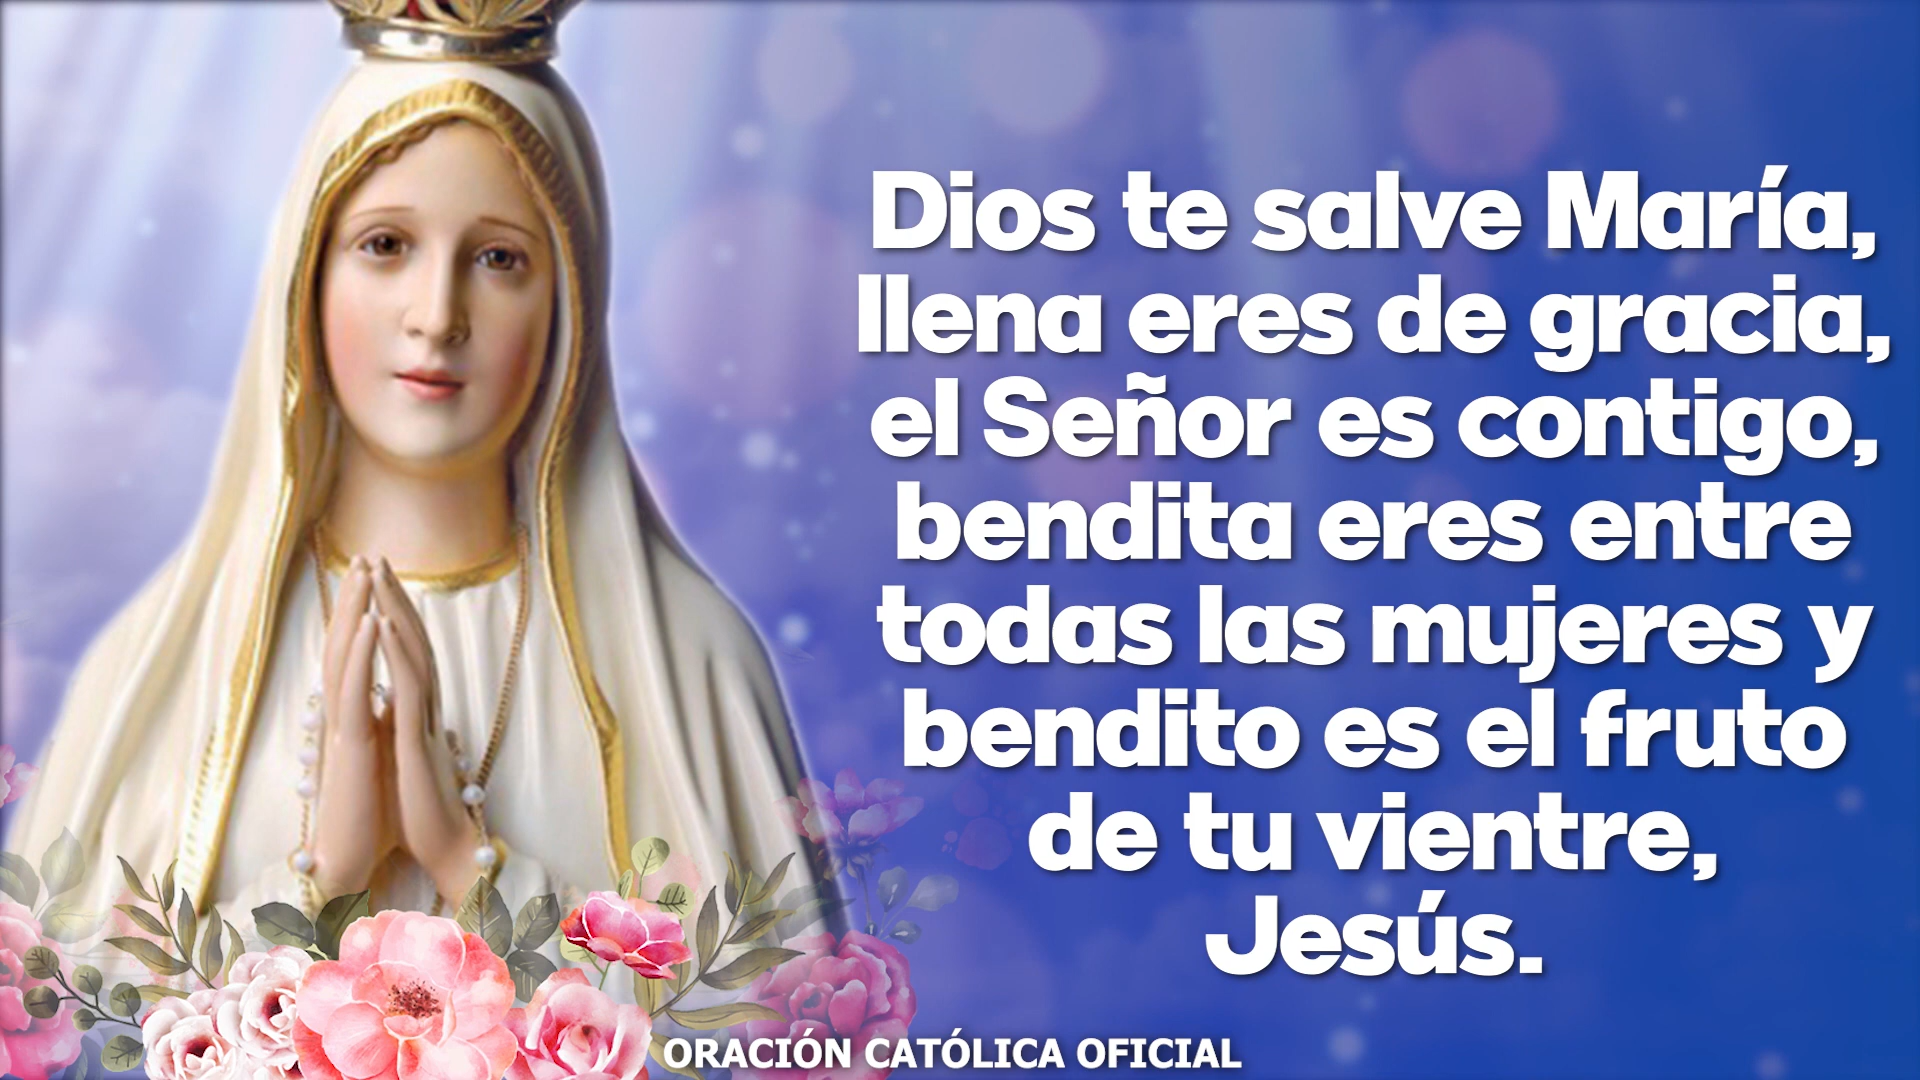 Dios te salve María,
llena eres de gracia,
el Señor es contigo,
bendita eres entre
todas las mujeres y
bendito es el fruto
de tu vientre,
Jesús.
ORACIÓN CATÓLICA OFICIAL